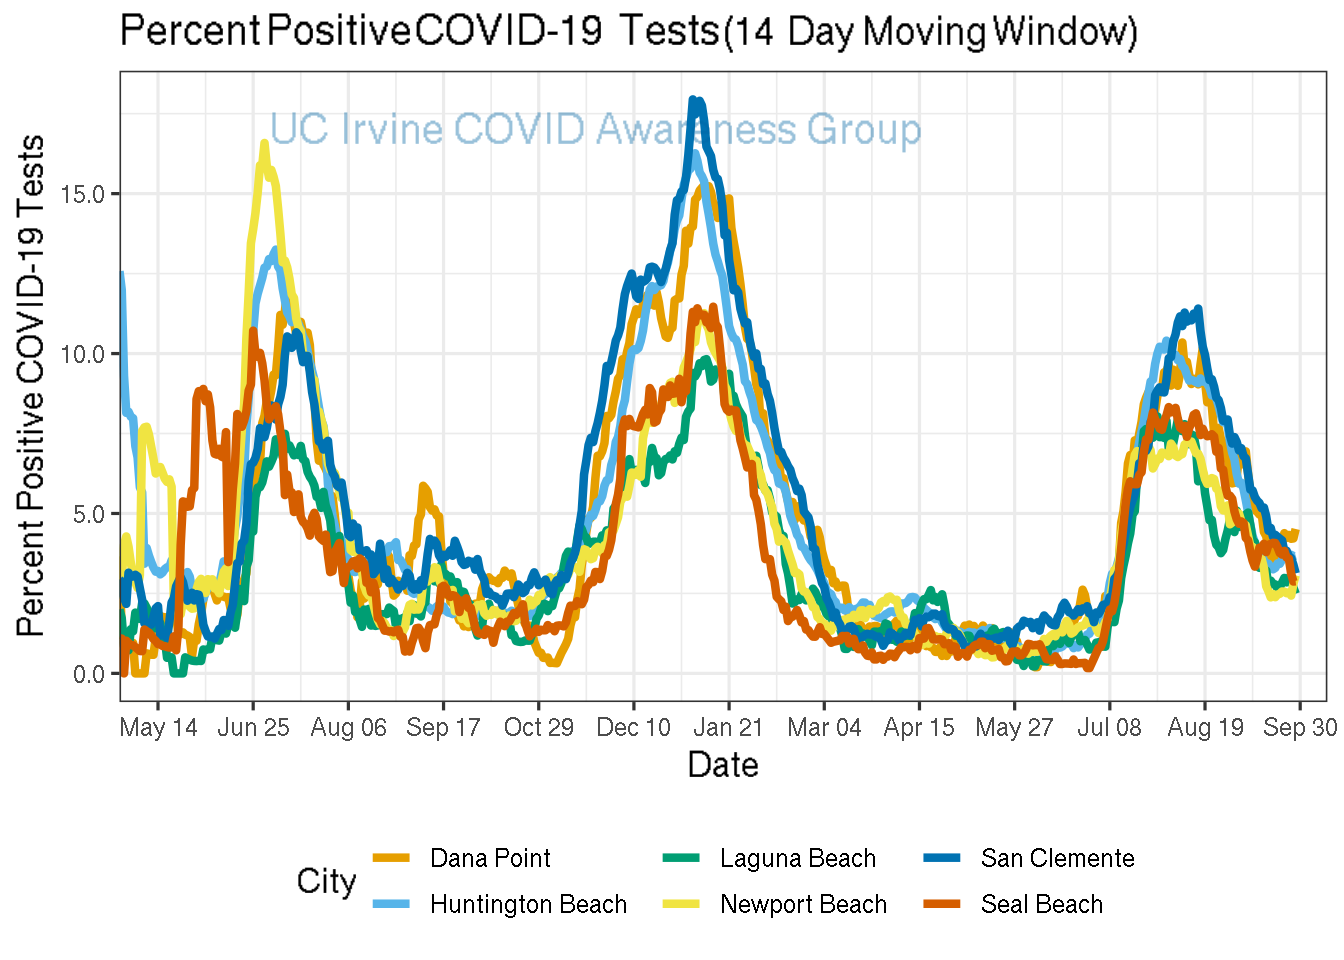 Percent Positive COVID-19 Tests(14 Day Moving Window)
UC Irvine COVID Awareness Group
Percent Positive COVID-19 Tests
15.0
10.0
5.0
0.0
May 14 Jun 25 Aug 06 Sep 17 Oct 29 Dec 10 Jan 21 Mar 04 Apr 15 May 27 Jul 08 Aug 19 Sep 30
Date
City
Dana Point Laguna Beach San Clemente
Huntington Beach Newport Beach Seal Beach